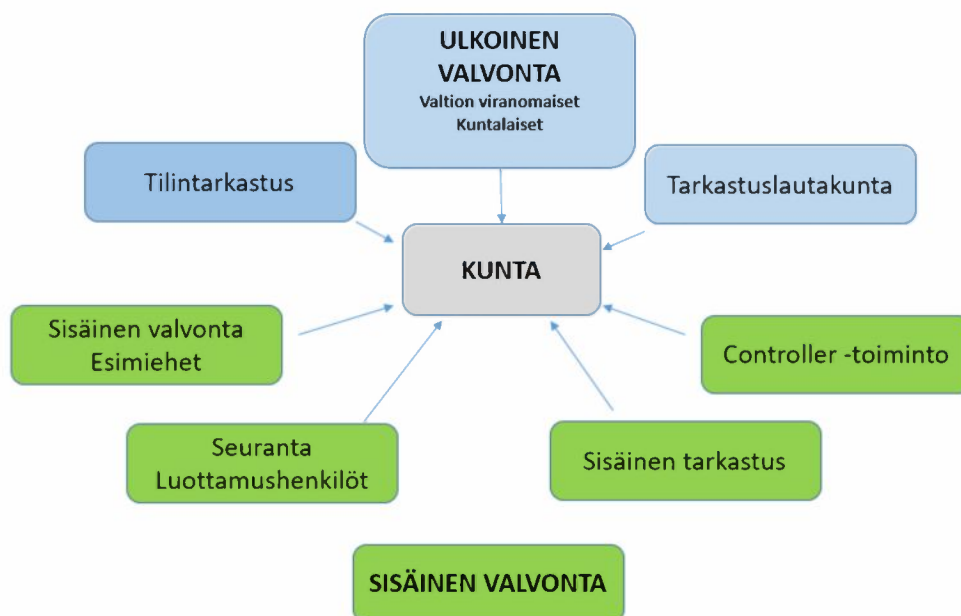 ULKOINEN
VALVONTA
Valtion viranomaiset
Kuntalaiset
Tilintarkastus
Tarkastuslautakunta
KUNTA
Sisäinen valvonta
Esimiehet
Controller -toiminto
Seuranta
Luottamushenkilöt
Sisäinen tarkastus
SISÄINEN VALVONTA